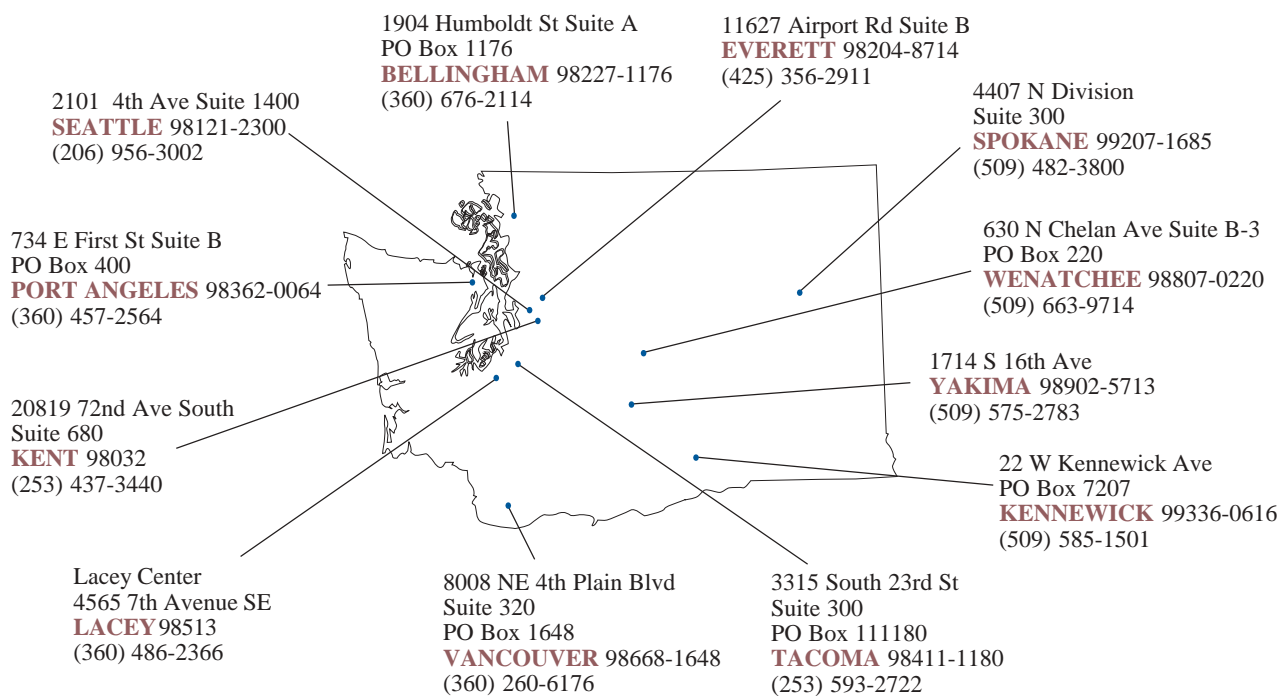 1904 Humboldt St Suite A
PO Box 1176
BELLINGHAM 98227-1176
(360) 676-2114
11627 Airport Rd Suite B
EVERETT 98204-8714
(425) 356-2911
2101 4th Ave Suite 1400
SEATTLE 98121-2300
(206) 956-3002
4407 N Division
Suite 300
SPOKANE 99207-1685
(509) 482-3800
734 E First St Suite B
PO Box 400
PORT ANGELES 98362-0064
(360) 457-2564
630 N Chelan Ave Suite B-3
PO Box 220
WENATCHEE 98807-0220
(509) 663-9714
1714 S 16th Ave
YAKIMA 98902-5713
(509) 575-2783
20819 72nd Ave South
Suite 680
KENT 98032
(253) 437-3440
22 W Kennewick Ave
PO Box 7207
KENNEWICK 99336-0616
(509) 585-1501
Lacey Center
4565 7th Avenue SE
LACEY 98513
(360) 486-2366
8008 NE 4th Plain Blvd
Suite 320
PO Box 1648
VANCOUVER 98668-1648
(360) 260-6176
3315 South 23rd St
Suite 300
PO Box 111180
TACOMA 98411-1180
(253) 593-2722